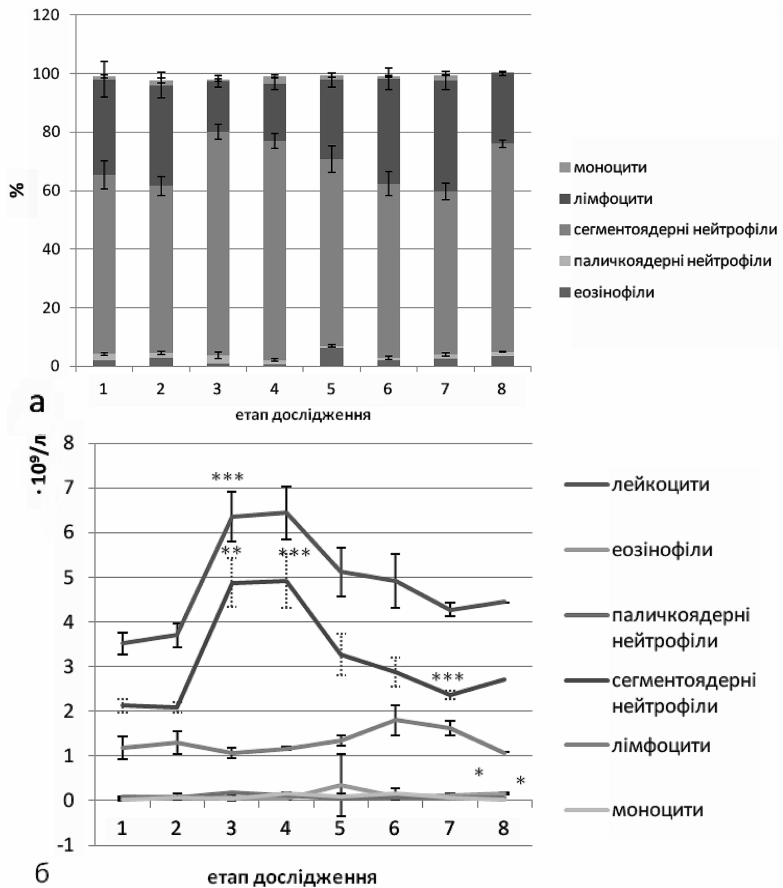 120
100
80
60
40
20
0
%
1 2 3 4 5 6 7 8
етап дослідження
моноцити
лімфоцити
сегментоядерні нейтрофіли
паличкоядерні нейтрофіли
еозінофіли
а
·10⁹/л
8
7
6
5
4
3
2
1
0
-1
***
**
***
***
*
*
1 2 3 4 5 6 7 8
етап дослідження
лейкоцити
еозінофіли
паличкоядерні
нейтрофіли
сегментоядерні
нейтрофіли
лімфоцити
моноцити
б